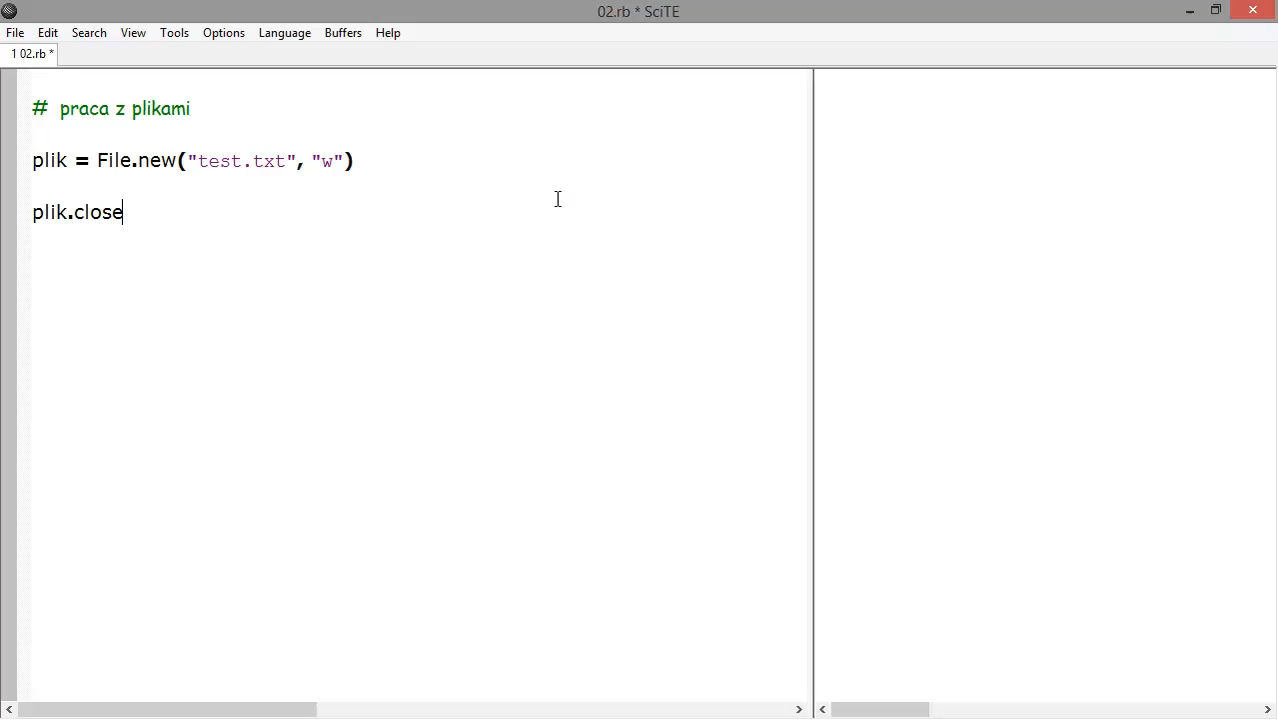 02.rb * SciTE
File Edit Search View Tools Options Language Buffers Help
1 02.rb *
# praca z plikami
plik = File.new("test.txt", "w")
plik.close